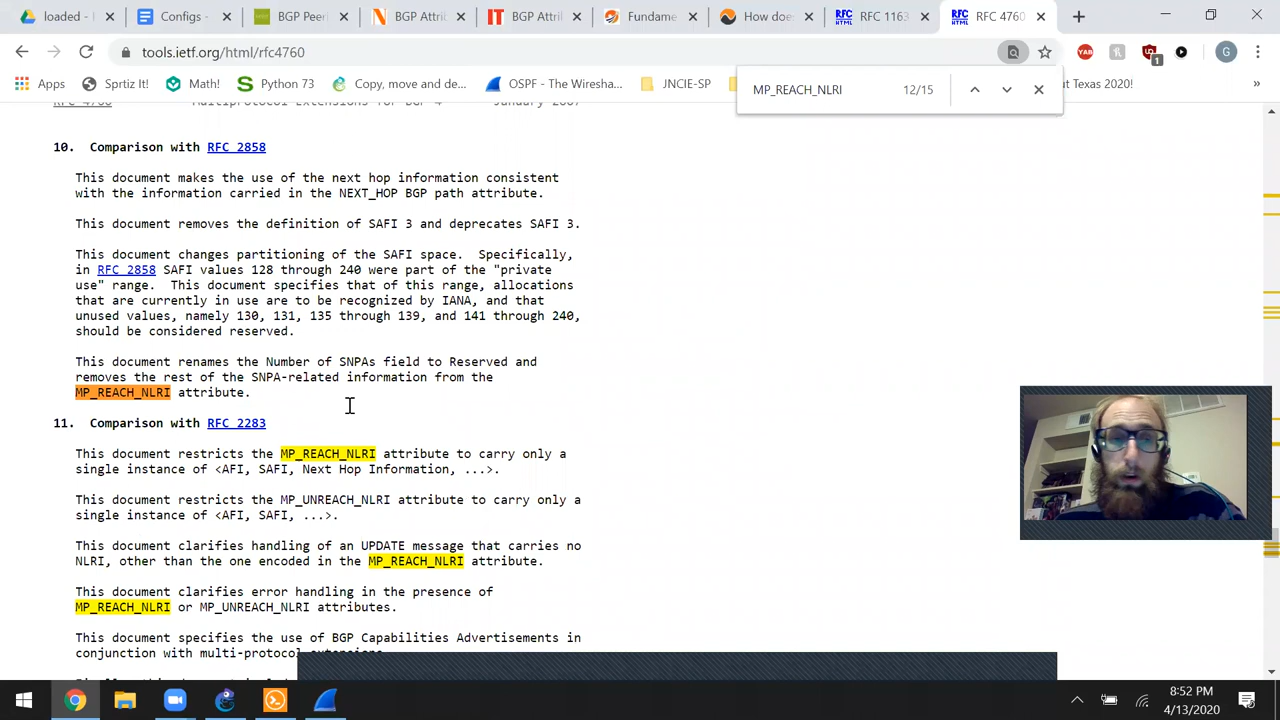 loaded -
Configs -
BGP Peer
BGP Attri
BGP Attri
Fundame
How does
RFC 1163
RFC 4760
tools.ietf.org/html/rfc4760
G
Apps
Sprtiz It!
Math!
Python 73
Copy, move and de...
OSPF - The Wiresha...
JNCIE-SP
ut Texas 2020!
»
MP_REACH_NLRI 12/15
RFC 4760 Multiprotocol Extensions for BGP-4 January 2007
10. Comparison with RFC 2858
This document makes the use of the next hop information consistent
with the information carried in the NEXT_HOP BGP path attribute.
This document removes the definition of SAFI 3 and deprecates SAFI 3.
This document changes partitioning of the SAFI space. Specifically,
in RFC 2858 SAFI values 128 through 240 were part of the "private
use" range. This document specifies that of this range, allocations
that are currently in use are to be recognized by IANA, and that
unused values, namely 130, 131, 135 through 139, and 141 through 240,
should be considered reserved.
This document renames the Number of SNPAs field to Reserved and
removes the rest of the SNPA-related information from the
MP_REACH_NLRI attribute.
11. Comparison with RFC 2283
This document restricts the MP_REACH_NLRI attribute to carry only a
single instance of <AFI, SAFI, Next Hop Information, ...>.
This document restricts the MP_UNREACH_NLRI attribute to carry only a
single instance of <AFI, SAFI, ...>.
This document clarifies handling of an UPDATE message that carries no
NLRI, other than the one encoded in the MP_REACH_NLRI attribute.
This document clarifies error handling in the presence of
MP_REACH_NLRI or MP_UNREACH_NLRI attributes.
This document specifies the use of BGP Capabilities Advertisements in
conjunction with multi-protocol extensions.
8:52 PM
4/13/2020